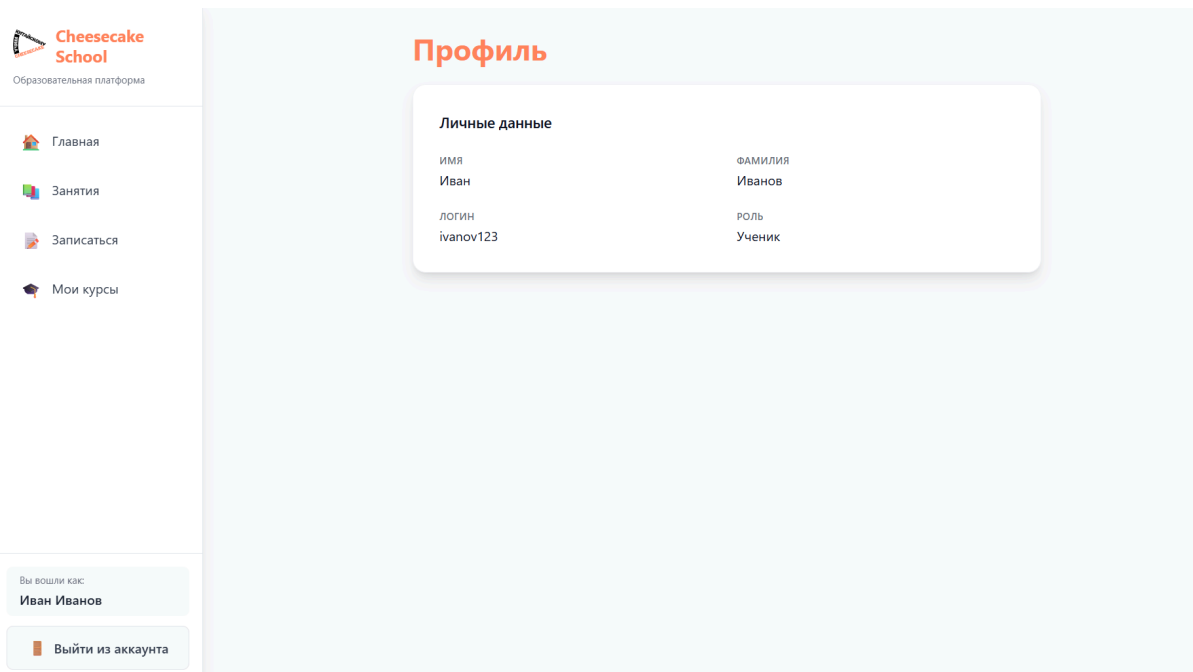 Cheesecake
School
Образовательная платформа
Главная
Занятия
Записаться
Мои курсы
Вы вошли как:
Иван Иванов
Выйти из аккаунта
Профиль
Личные данные
ИМЯ
Иван
ФАМИЛИЯ
Иванов
ЛОГИН
ivanov123
РОЛЬ
Ученик